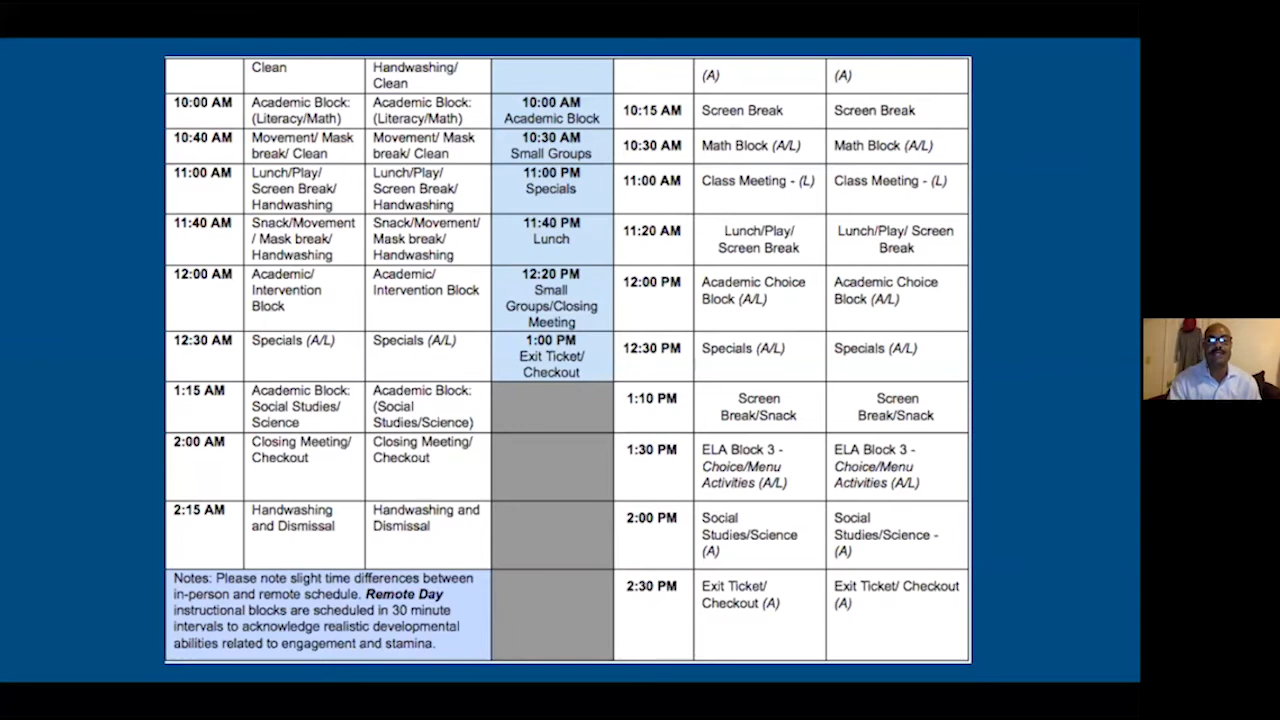 Clean
Handwashing/
Clean
(A)
(A)
10:00 AM
Academic Block:
(Literacy/Math)
Academic Block:
(Literacy/Math)
10:00 AM
Academic Block
10:15 AM
Screen Break
Screen Break
10:40 AM
Movement/ Mask
break/ Clean
Movement/ Mask
break/ Clean
10:30 AM
Small Groups
10:30 AM
Math Block (A/L)
Math Block (A/L)
11:00 AM
Lunch/Play/
Screen Break/
Handwashing
Lunch/Play/
Screen Break/
Handwashing
11:00 PM
Specials
11:00 AM
Class Meeting - (L)
Class Meeting - (L)
11:40 AM
Snack/Movement
/ Mask break/
Handwashing
Snack/Movement/
Mask break/
Handwashing
11:40 PM
Lunch
11:20 AM
Lunch/Play/
Screen Break
Lunch/Play/ Screen
Break
12:00 AM
Academic/
Intervention
Block
Academic/
Intervention Block
12:20 PM
Small
Groups/Closing
Meeting
12:00 PM
Academic Choice
Block (A/L)
Academic Choice
Block (A/L)
12:30 AM
Specials (A/L)
Specials (A/L)
1:00 PM
Exit Ticket/
Checkout
12:30 PM
Specials (A/L)
Specials (A/L)
1:15 AM
Academic Block:
Social Studies/
Science
Academic Block:
(Social
Studies/Science)
1:10 PM
Screen
Break/Snack
Screen
Break/Snack
2:00 AM
Closing Meeting/
Checkout
Closing Meeting/
Checkout
1:30 PM
ELA Block 3 -
Choice/Menu
Activities (A/L)
ELA Block 3 -
Choice/Menu
Activities (A/L)
2:15 AM
Handwashing
and Dismissal
Handwashing and
Dismissal
2:00 PM
Social
Studies/Science
(A)
Social
Studies/Science -
(A)
Notes: Please note slight time differences between
in-person and remote schedule. Remote Day
instructional blocks are scheduled in 30 minute
intervals to acknowledge realistic developmental
abilities related to engagement and stamina.
2:30 PM
Exit Ticket/
Checkout (A)
Exit Ticket/ Checkout
(A)